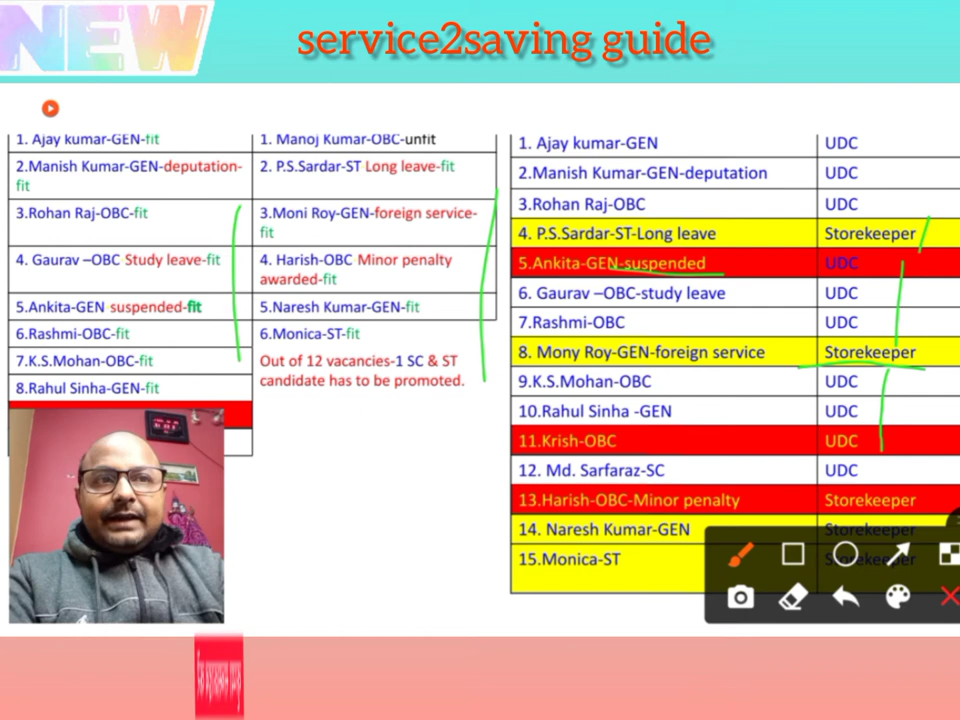 NEW
service2saving guide
1. Ajay kumar-GEN-fit
2.Manish Kumar-GEN-deputation-
fit
3.Rohan Raj-OBC-fit
4. Gaurav –OBC Study leave-fit
5.Ankita-GEN suspended-fit
6.Rashmi-OBC-fit
7.K.S.Mohan-OBC-fit
8.Rahul Sinha-GEN-fit
1. Manoj Kumar-OBC-unfit
2. P.S.Sardar-ST Long leave-fit
3.Moni Roy-GEN-foreign service-
fit
4. Harish-OBC Minor penalty
awarded-fit
5.Naresh Kumar-GEN-fit
6.Monica-ST-fit
Out of 12 vacancies-1 SC & ST
candidate has to be promoted.
1. Ajay kumar-GEN UDC
2.Manish Kumar-GEN-deputation UDC
3.Rohan Raj-OBC UDC
4. P.S.Sardar-ST-Long leave Storekeeper
5.Ankita-GEN-suspended UDC
6. Gaurav –OBC-study leave UDC
7.Rashmi-OBC UDC
8. Mony Roy-GEN-foreign service Storekeeper
9.K.S.Mohan-OBC UDC
10.Rahul Sinha -GEN UDC
11.Krish-OBC UDC
12. Md. Sarfaraz-SC UDC
13.Harish-OBC-Minor penalty Storekeeper
14. Naresh Kumar-GEN Storekeeper
15.Monica-ST Storekeeper